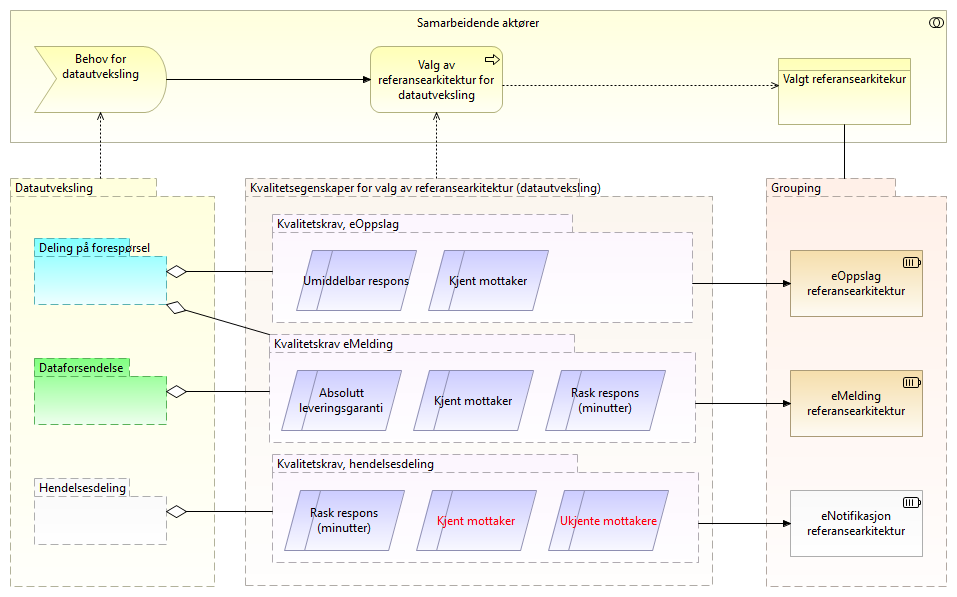 Samarbeidende aktører
Behov for
datautveksling
Valg av
referansearkitektur for
datautveksling
Valgt referansearkitekur
Datautveksling
Kvalitetsegenskaper for valg av referansearkitektur (datautveksling)
Grouping
Kvalitetskrav, eOppslag
Deling på forespørsel
Umiddelbar respons
Kjent mottaker
eOppslag
referansearkitektur
Kvalitetskrav eMelding
Dataforsendelse
Absolutt
leveringsgaranti
Kjent mottaker
Rask respons
(minutter)
eMelding
referansearkitektur
Kvalitetskrav, hendelsesdeling
Hendelsesdeling
Rask respons
(minutter)
Kjent mottaker
Ukjente mottakere
eNotifikasjon
referansearkitektur